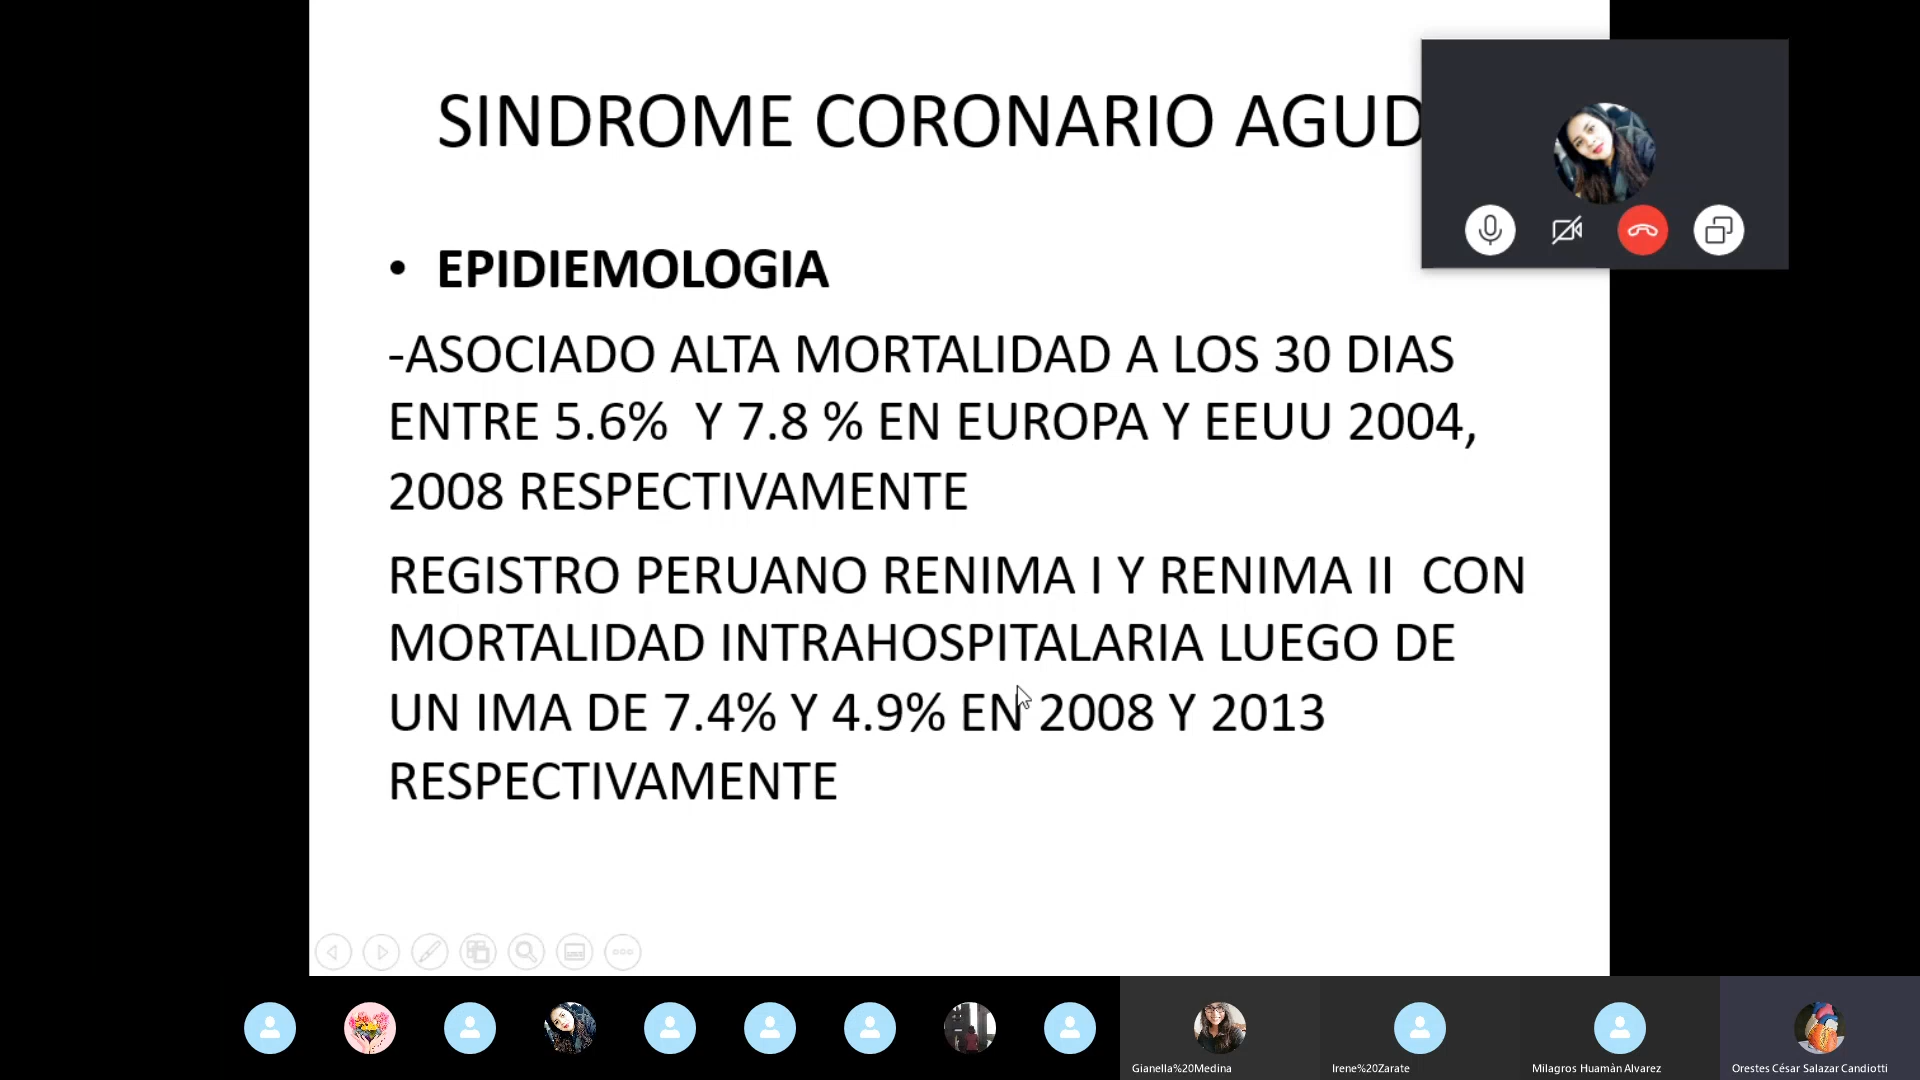 SINDROME CORONARIO AGUD
• EPIDIEMOLOGIA
-ASOCIADO ALTA MORTALIDAD A LOS 30 DIAS
ENTRE 5.6% Y 7.8 % EN EUROPA Y EEUU 2004,
2008 RESPECTIVAMENTE
REGISTRO PERUANO RENIMA I Y RENIMA II CON
MORTALIDAD INTRAHOSPITALARIA LUEGO DE
UN IMA DE 7.4% Y 4.9% EN 2008 Y 2013
RESPECTIVAMENTE
Gianella%20Medina
Irene%20Zarate
Milagros Huamàn Alvarez
Orestes César Salazar Candiotti